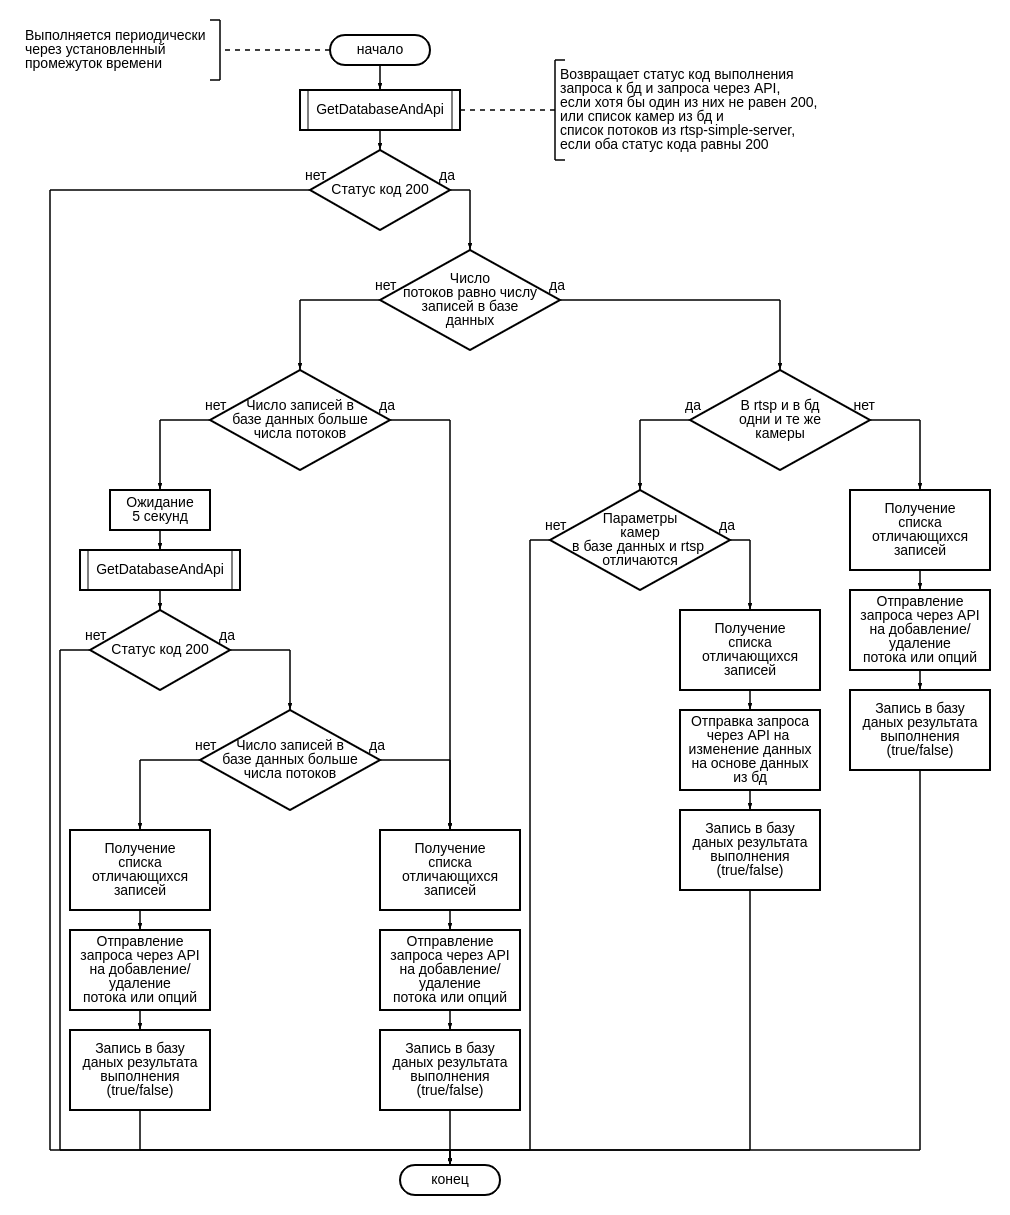 Выполняется периодически
через установленный
промежуток времени
начало
GetDatabaseAndApi
Возвращает статус код выполнения
запроса к бд и запроса через API,
если хотя бы один из них не равен 200,
или список камер из бд и
список потоков из rtsp-simple-server,
если оба статус кода равны 200
нет
да
Статус код 200
нет
да
Число
потоков равно числу
записей в базе
данных
нет
да
Число записей в
базе данных больше
числа потоков
да
нет
В rtsp и в бд
одни и те же
камеры
Ожидание
5 секунд
GetDatabaseAndApi
нет
да
Статус код 200
нет
да
Параметры
камер
в базе данных и rtsp
отличаются
Получение
списка
отличающихся
записей
Отправление
запроса через API
на добавление/
удаление
потока или опций
Запись в базу
даных результата
выполнения
(true/false)
Получение
списка
отличающихся
записей
Отправка запроса
через API на
изменение данных
на основе данных
из бд
Запись в базу
даных результата
выполнения
(true/false)
нет
да
Число записей в
базе данных больше
числа потоков
Получение
списка
отличающихся
записей
Отправление
запроса через API
на добавление/
удаление
потока или опций
Запись в базу
даных результата
выполнения
(true/false)
Получение
списка
отличающихся
записей
Отправление
запроса через API
на добавление/
удаление
потока или опций
Запись в базу
даных результата
выполнения
(true/false)
конец